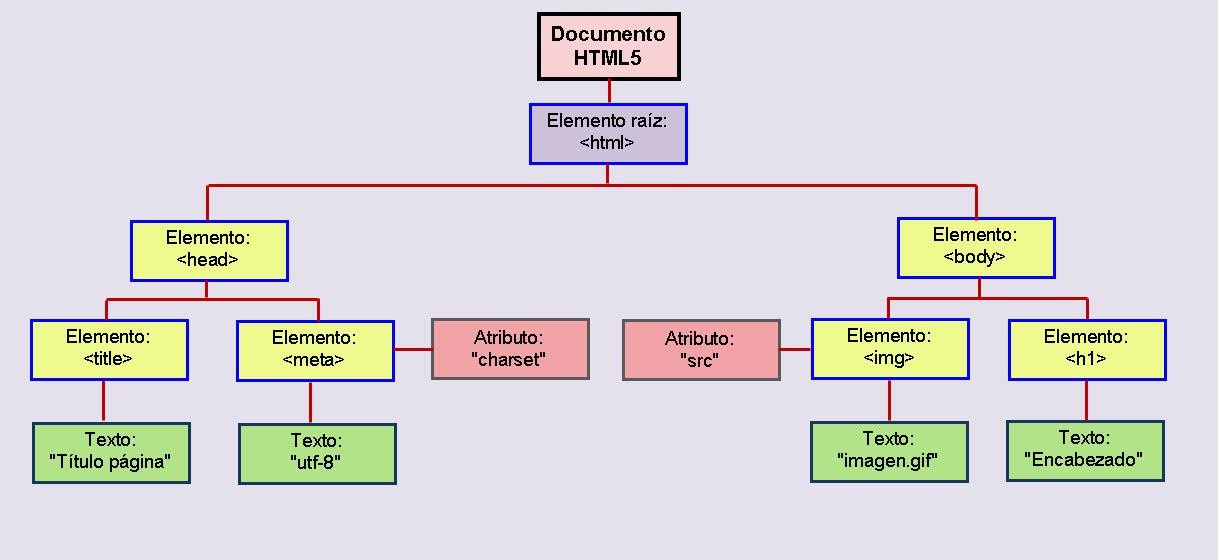 Documento
HTML5
Elemento raíz:
<html>
Elemento:
<head>
Elemento:
<body>
Elemento:
<title>
Elemento:
<meta>
Atributo:
"charset"
Atributo:
"src"
Elemento:
<img>
Elemento:
<h1>
Texto:
"Título página"
Texto:
"utf-8"
Texto:
"imagen.gif"
Texto:
"Encabezado"